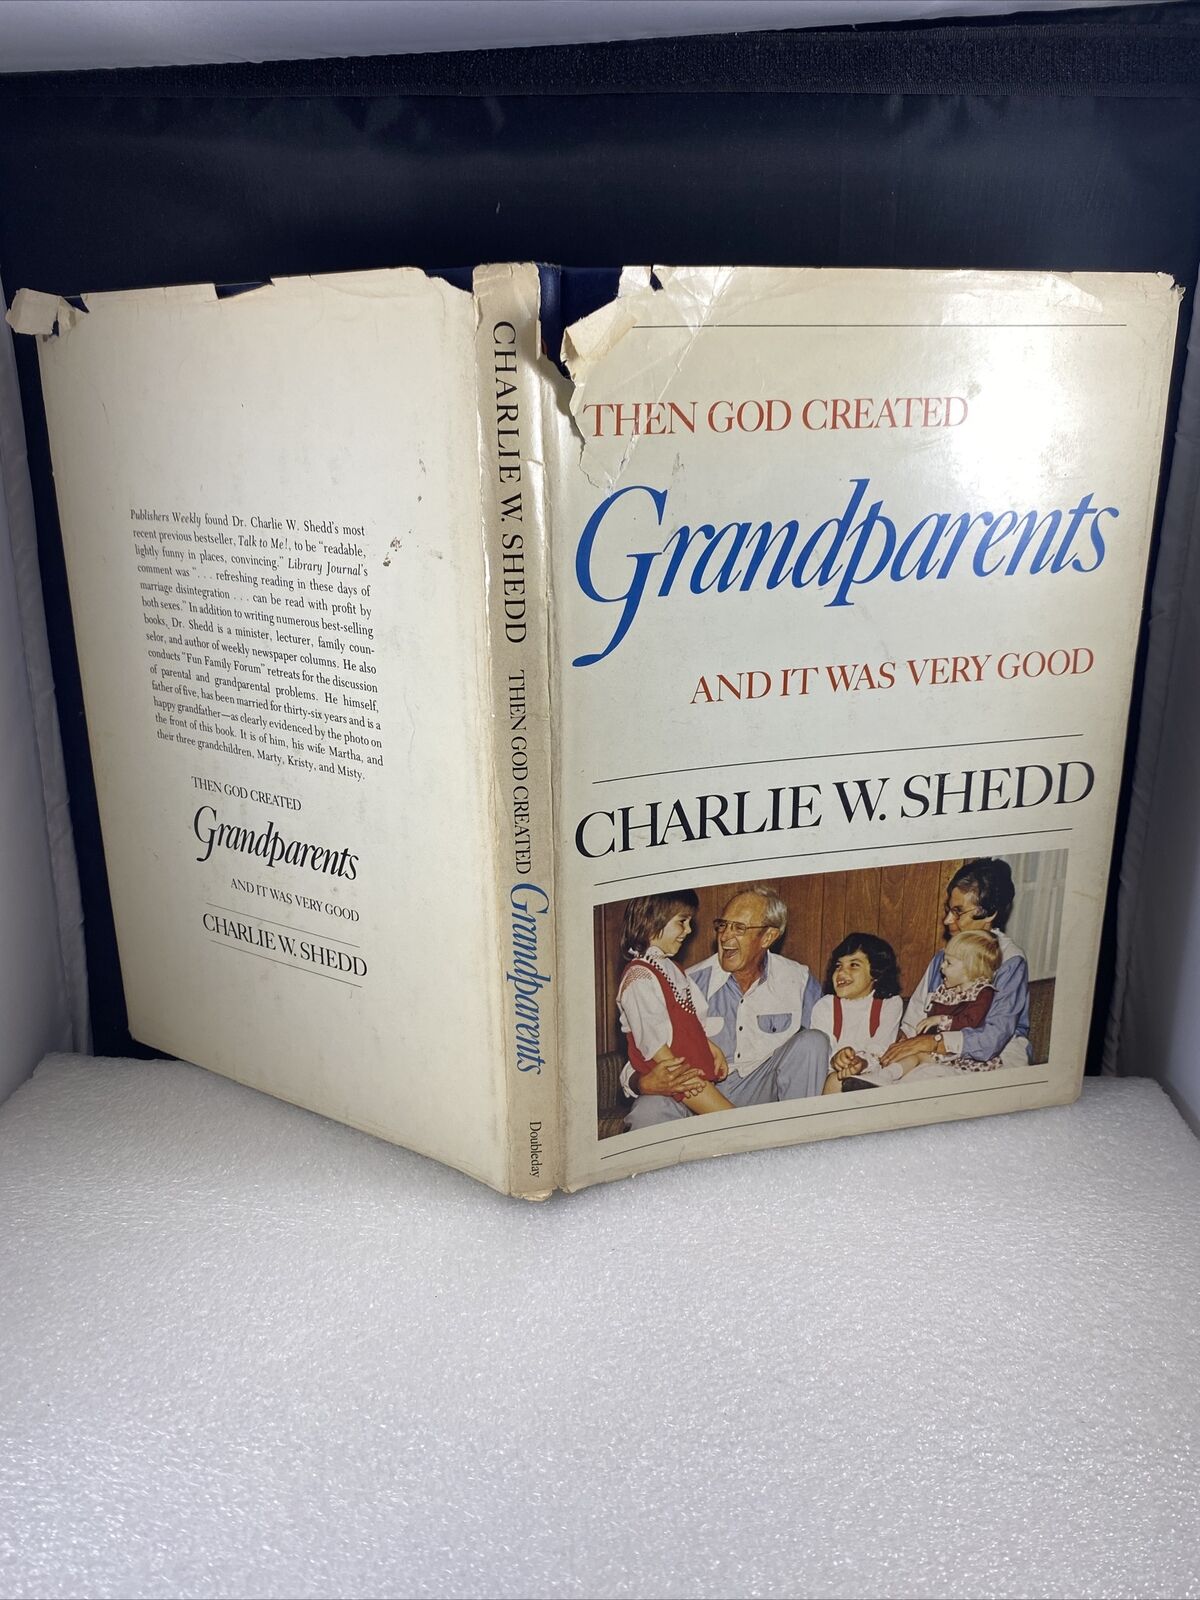 Publishers Weekly found Dr. Charlie W. Shedd's most
recent previous bestseller, Talk to Me!, to be "readable,
lightly funny in places, convincing." Library Journal's
comment was ". . . refreshing reading in these days of
marriage disintegration . . . can be read with profit by
both sexes." In addition to writing numerous best-selling
books, Dr. Shedd is a minister, lecturer, family coun-
selor, and author of weekly newspaper columns. He also
conducts "Fun Family Forum" retreats for the discussion
of parental and grandparental problems. He himself,
father of five, has been married for thirty-six years and is a
happy grandfather—as clearly evidenced by the photo on
the front of this book. It is of him, his wife Martha, and
their three grandchildren, Marty, Kristy, and Misty.
THEN GOD CREATED
Grandparents
AND IT WAS VERY GOOD
CHARLIE W. SHEDD
CHARLIE W. SHEDD THEN GOD CREATED Grandparents Doubleday
THEN GOD CREATED
Grandparents
AND IT WAS VERY GOOD
CHARLIE W. SHEDD